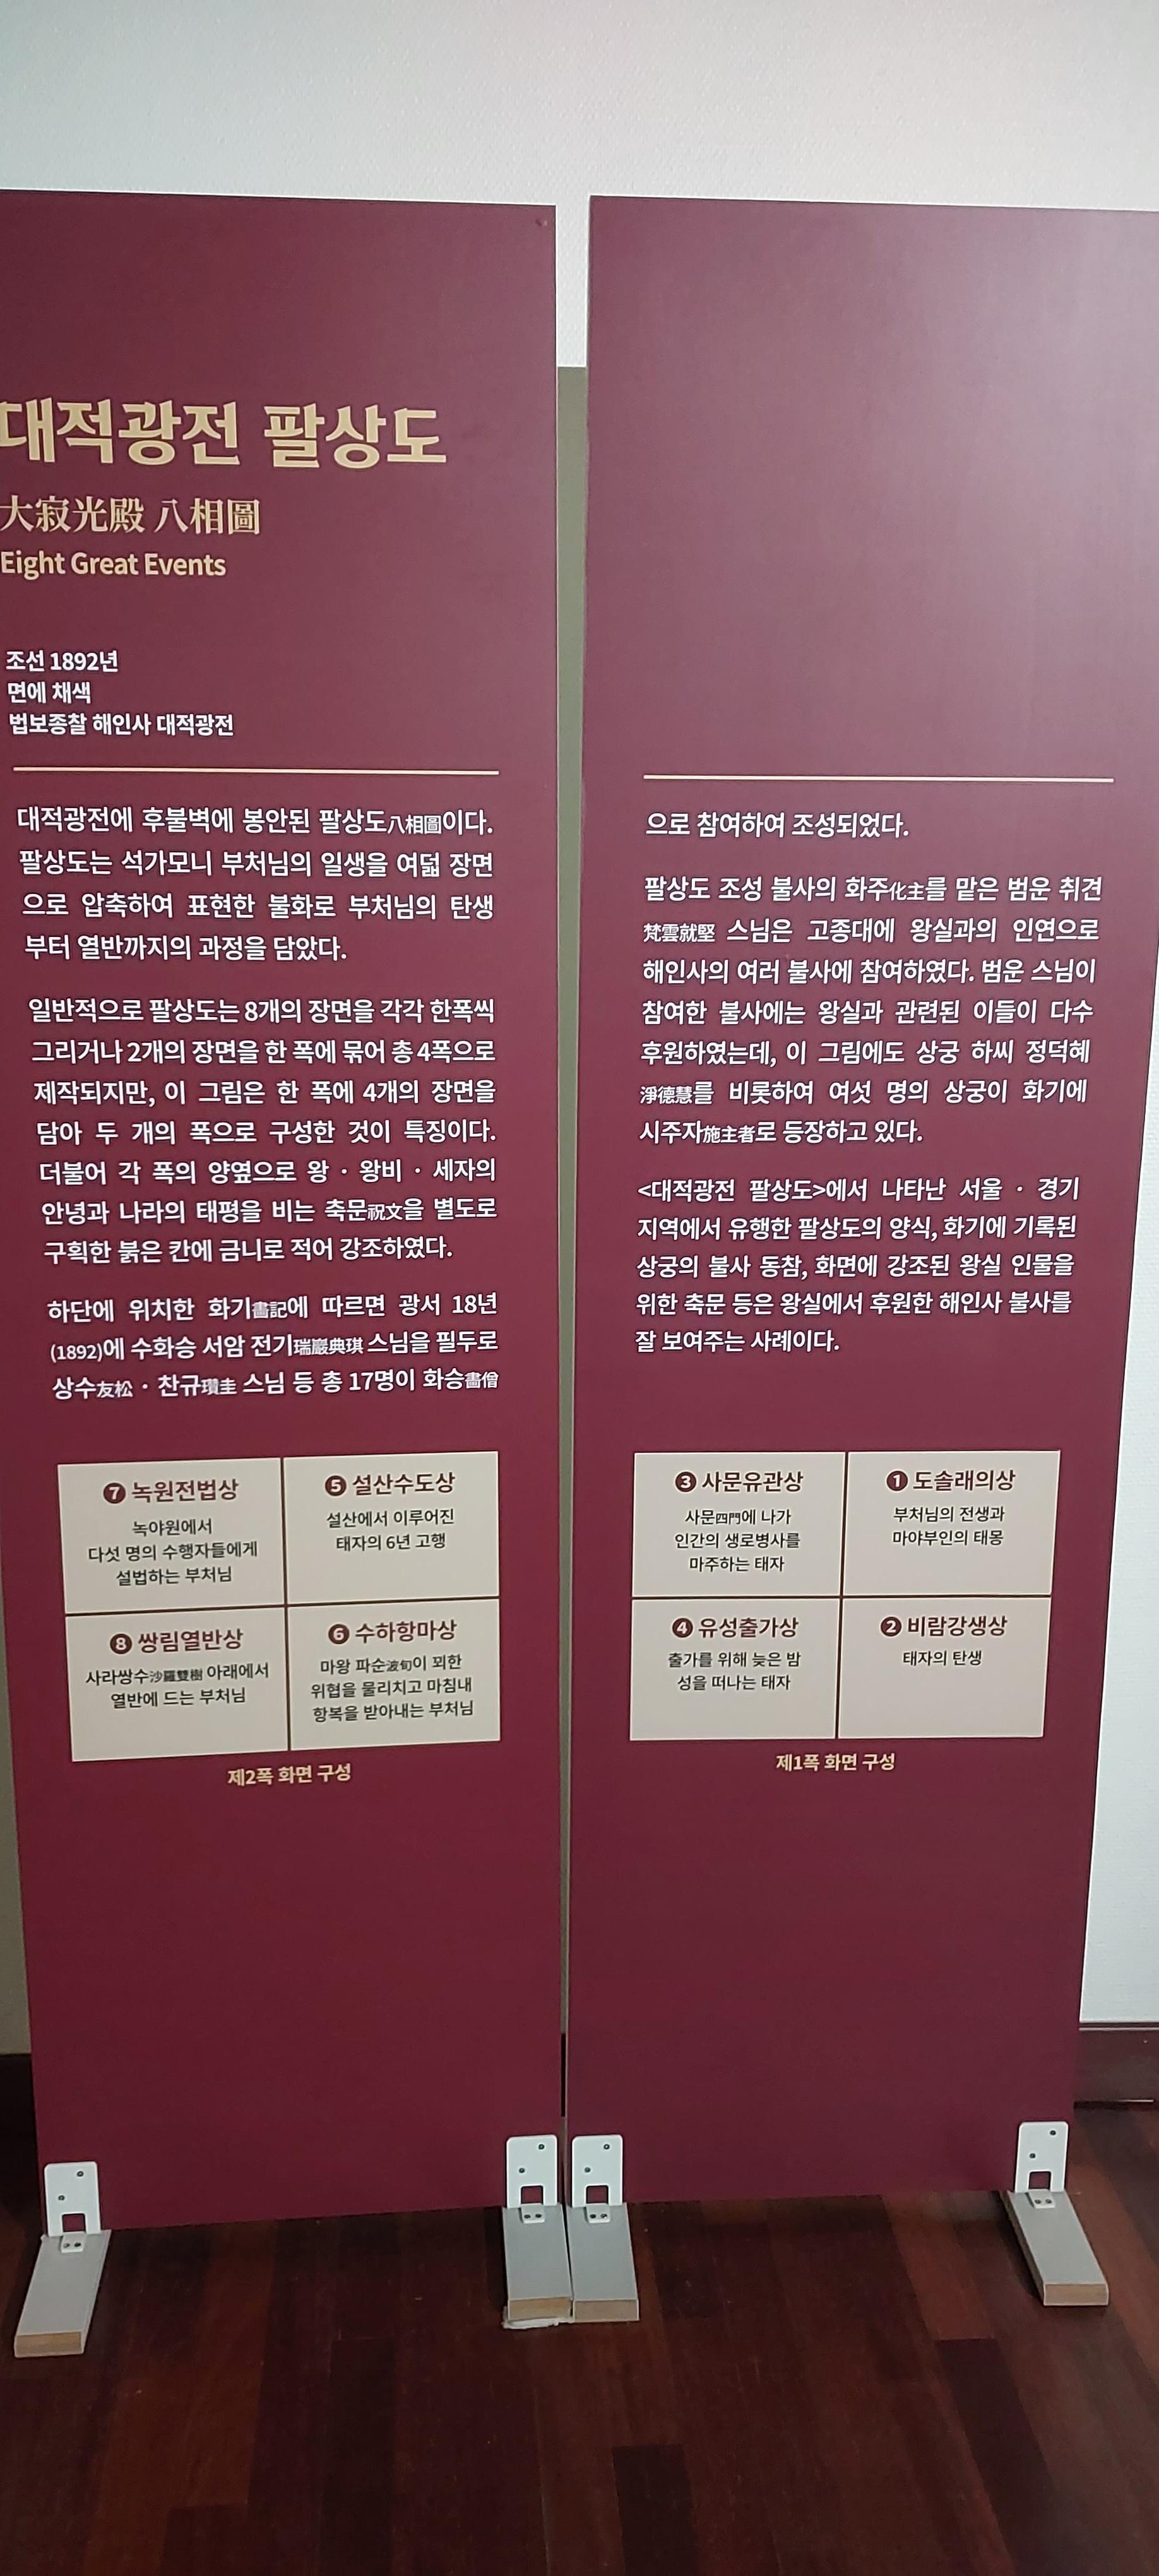 대적광전 팔상도
大寂光殿 八相圖
Eight Great Events
조선 1892년
면에 채색
법보종찰 해인사 대적광전
대적광전에 후불벽에 봉안된 팔상도八相圖이다.
팔상도는 석가모니 부처님의 일생을 여덟 장면
으로 압축하여 표현한 불화로 부처님의 탄생
부터 열반까지의 과정을 담았다.
일반적으로 팔상도는 8개의 장면을 각각 한폭씩
그리거나 2개의 장면을 한 폭에 묶어 총 4폭으로
제작되지만, 이 그림은 한 폭에 4개의 장면을
담아 두 개의 폭으로 구성한 것이 특징이다.
더불어 각 폭의 양옆으로 왕 · 왕비 · 세자의
안녕과 나라의 태평을 비는 축문祝文을 별도로
구획한 붉은 칸에 금니로 적어 강조하였다.
하단에 위치한 화기書記에 따르면 광서 18년
(1892)에 수화승 서암 전기瑞巖典琪 스님을 필두로
상수友松 · 찬규瓚圭 스님 등 총 17명이 화승畵僧
으로 참여하여 조성되었다.
팔상도 조성 불사의 화주化主를 맡은 범운 취견
梵雲就堅 스님은 고종대에 왕실과의 인연으로
해인사의 여러 불사에 참여하였다. 범운 스님이
참여한 불사에는 왕실과 관련된 이들이 다수
후원하였는데, 이 그림에도 상궁 하씨 정덕혜
淨德慧를 비롯하여 여섯 명의 상궁이 화기에
시주자施主者로 등장하고 있다.
<대적광전 팔상도>에서 나타난 서울 · 경기
지역에서 유행한 팔상도의 양식, 화기에 기록된
상궁의 불사 동참, 화면에 강조된 왕실 인물을
위한 축문 등은 왕실에서 후원한 해인사 불사를
잘 보여주는 사례이다.
❼ 녹원전법상
녹야원에서
다섯 명의 수행자들에게
설법하는 부처님
❺ 설산수도상
설산에서 이루어진
태자의 6년 고행
❽ 쌍림열반상
사라쌍수沙羅雙樹 아래에서
열반에 드는 부처님
❻ 수하항마상
마왕 파순波旬이 꾀한
위협을 물리치고 마침내
항복을 받아내는 부처님
제2폭 화면 구성
❸ 사문유관상
사문四門에 나가
인간의 생로병사를
마주하는 태자
❶ 도솔래의상
부처님의 전생과
마야부인의 태몽
❹ 유성출가상
출가를 위해 늦은 밤
성을 떠나는 태자
❷ 비람강생상
태자의 탄생
제1폭 화면 구성